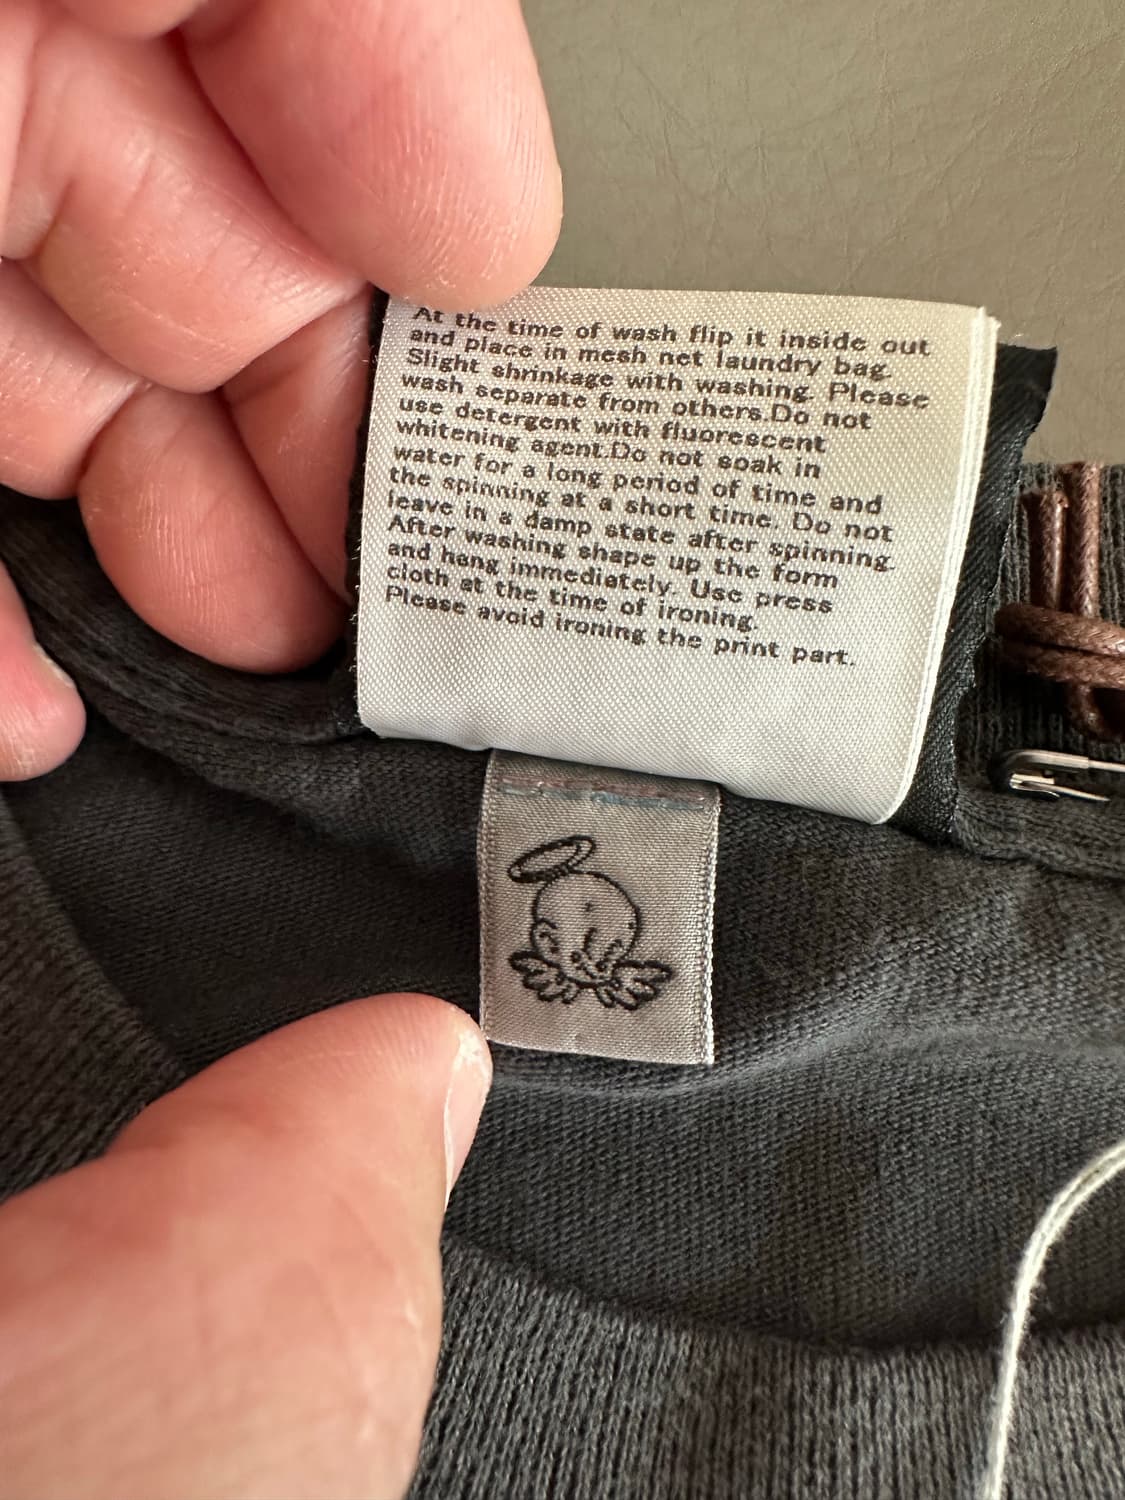 At the time of wash flip it inside out
and place in mesh net laundry bag.
Slight shrinkage with washing. Please
wash separate from others.Do not
use detergent with fluorescent
whitening agent.Do not soak in
water for a long period of time and
the spinning at a short time. Do not
leave in a damp state after spinning.
After washing shape up the form
and hang immediately. Use press
cloth at the time of ironing.
Please avoid ironing the print part.